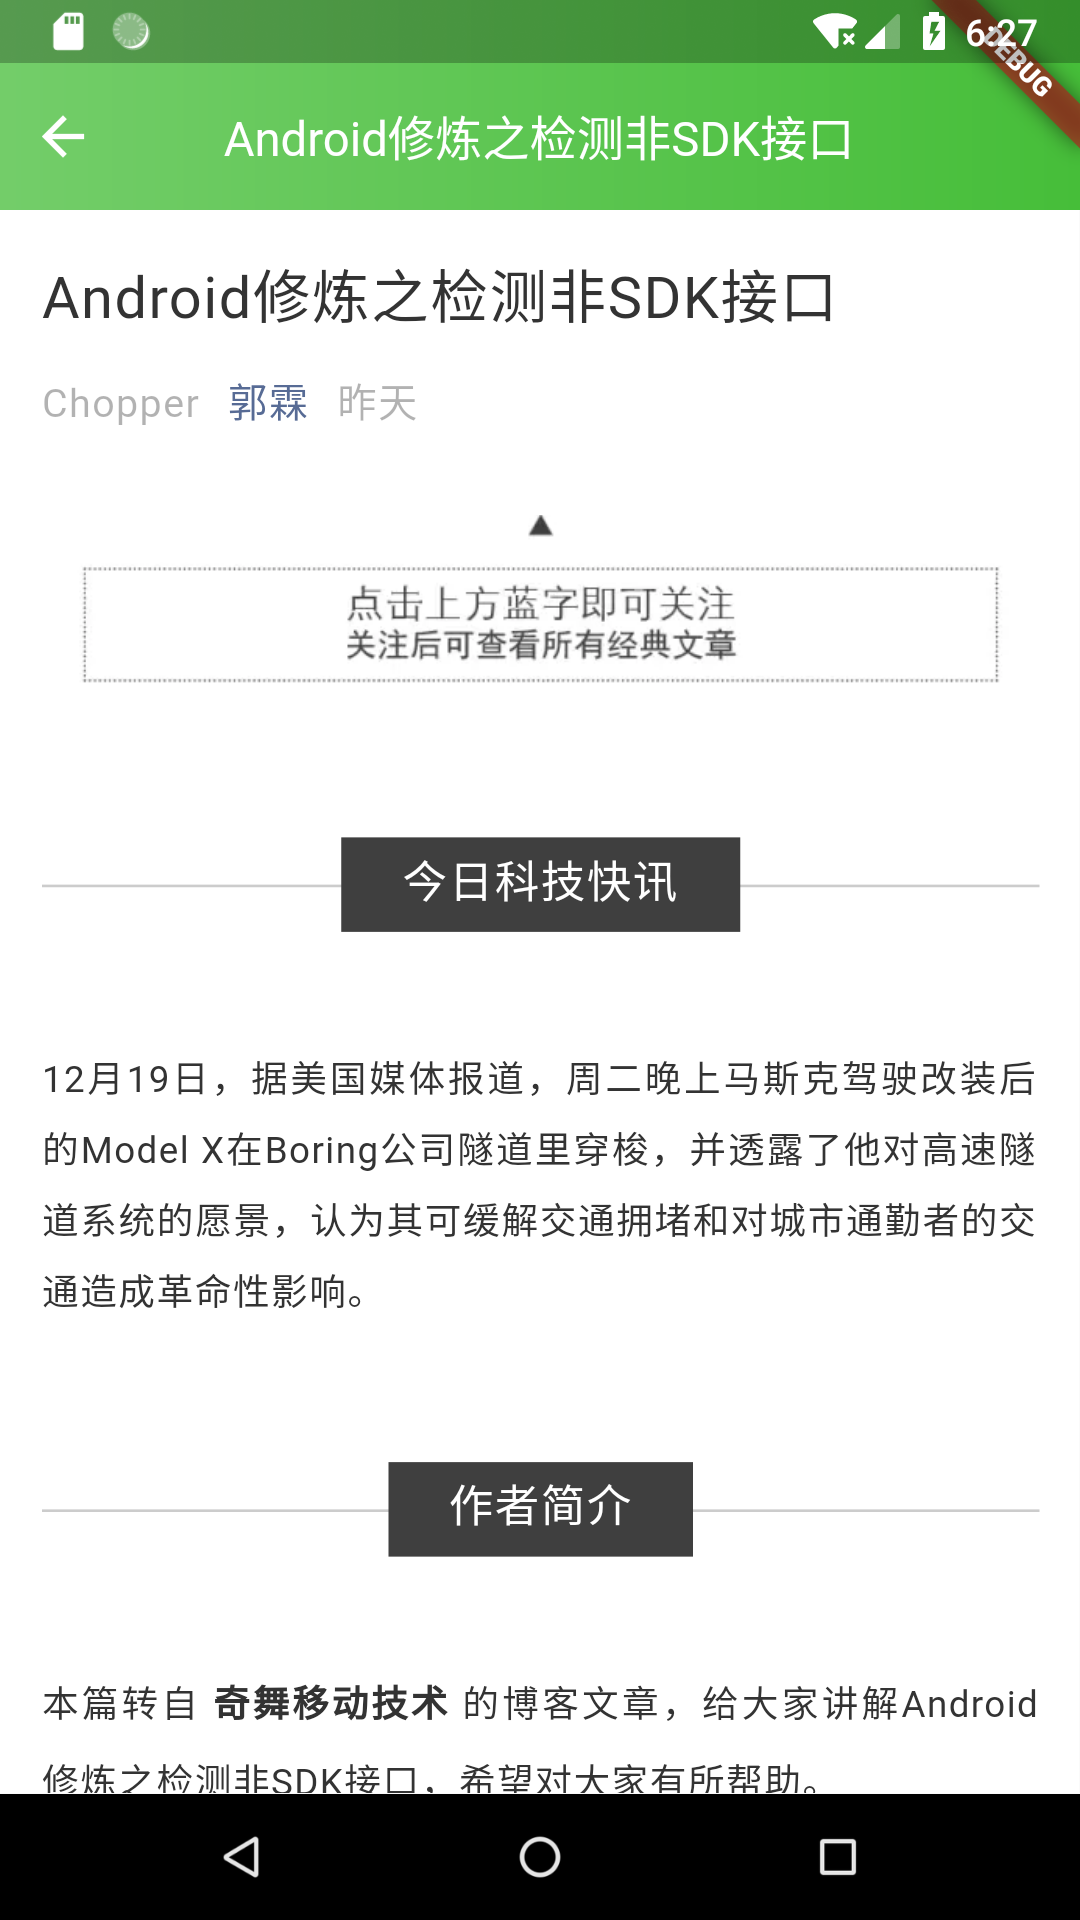 6:27
DEBUG
Android修炼之检测非SDK接口
Android修炼之检测非SDK接口
Chopper 郭霖 昨天
点击上方蓝字即可关注
关注后可查看所有经典文章
今日科技快讯
12月19日，据美国媒体报道，周二晚上马斯克驾驶改装后
的Model X在Boring公司隧道里穿梭，并透露了他对高速隧
道系统的愿景，认为其可缓解交通拥堵和对城市通勤者的交
通造成革命性影响。
作者简介
本篇转自 奇舞移动技术 的博客文章，给大家讲解Android
修炼之检测非SDK接口，希望对大家有所帮助。